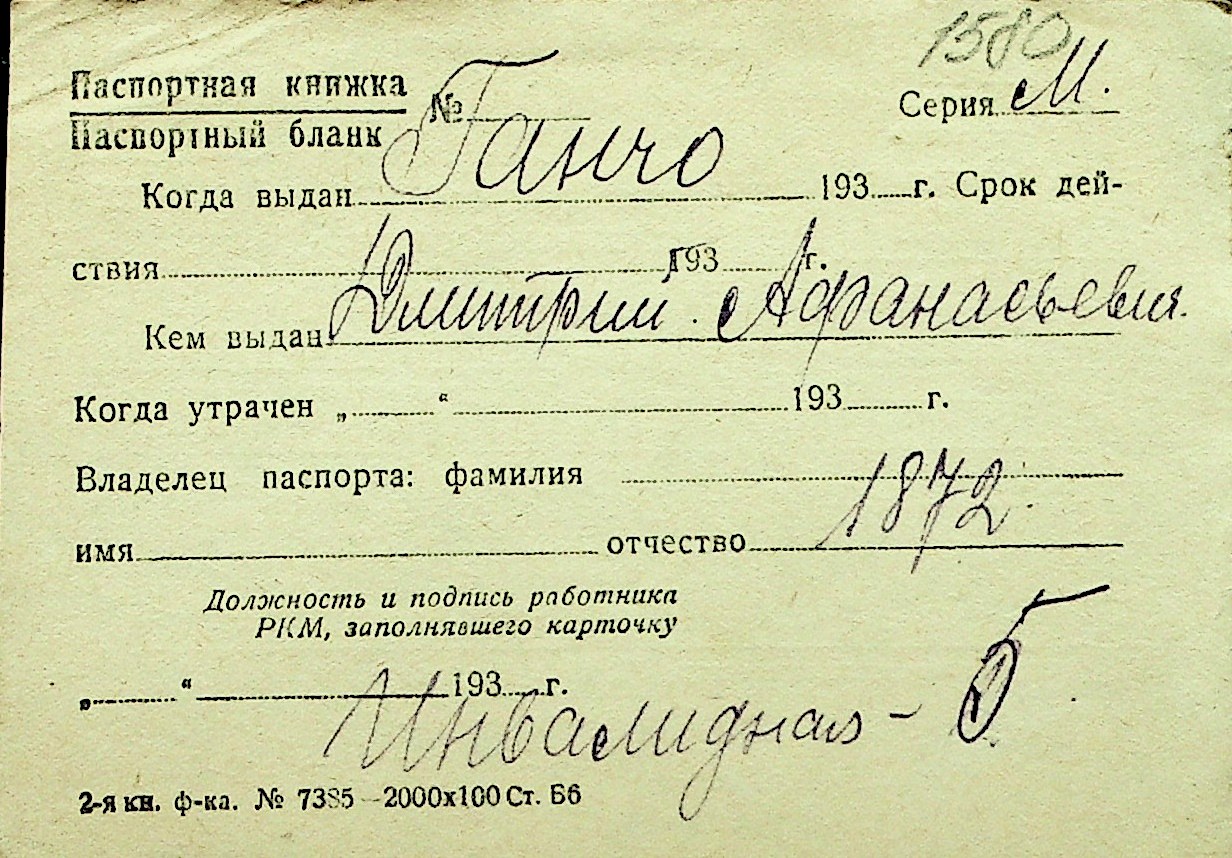 1580
Паспортная книжка
Паспортный бланк
№ Серия М.
Ганчо
Когда выдан 193 г. Срок дей-
ствия 193 г.
Дмитрий Афанасьевич.
Кем выдан
Когда утрачен „ “ 193 г.
Владелец паспорта: фамилия
1872
имя отчество
Должность и подпись работника
РКМ, заполнявшего карточку
„ “ 193 г.
Инвалидная – 5
2-я кн. ф-ка. № 7385—2000х100 Ст. Б6